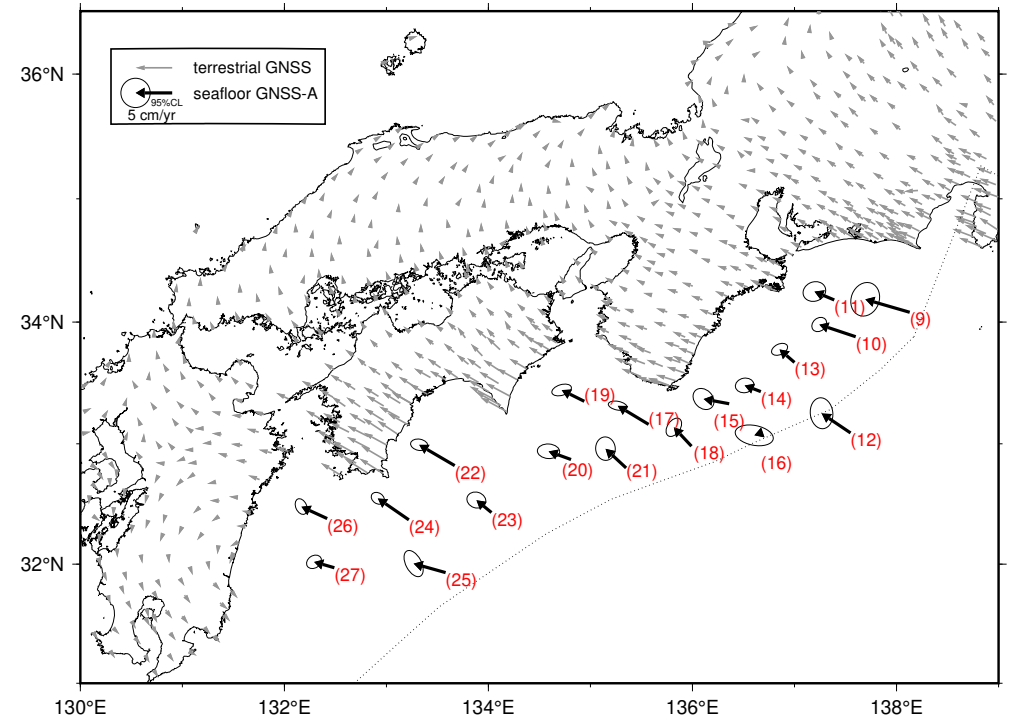 36°N
terrestrial GNSS
95%CL
seafloor GNSS-A
5 cm/yr
34°N
(11)
(9)
(10)
(13)
(19)
(14)
(17)
(15)
(12)
(18)
(16)
(22)
(20)
(21)
(23)
(26)
(24)
32°N
(27)
(25)
130°E
132°E
134°E
136°E
138°E